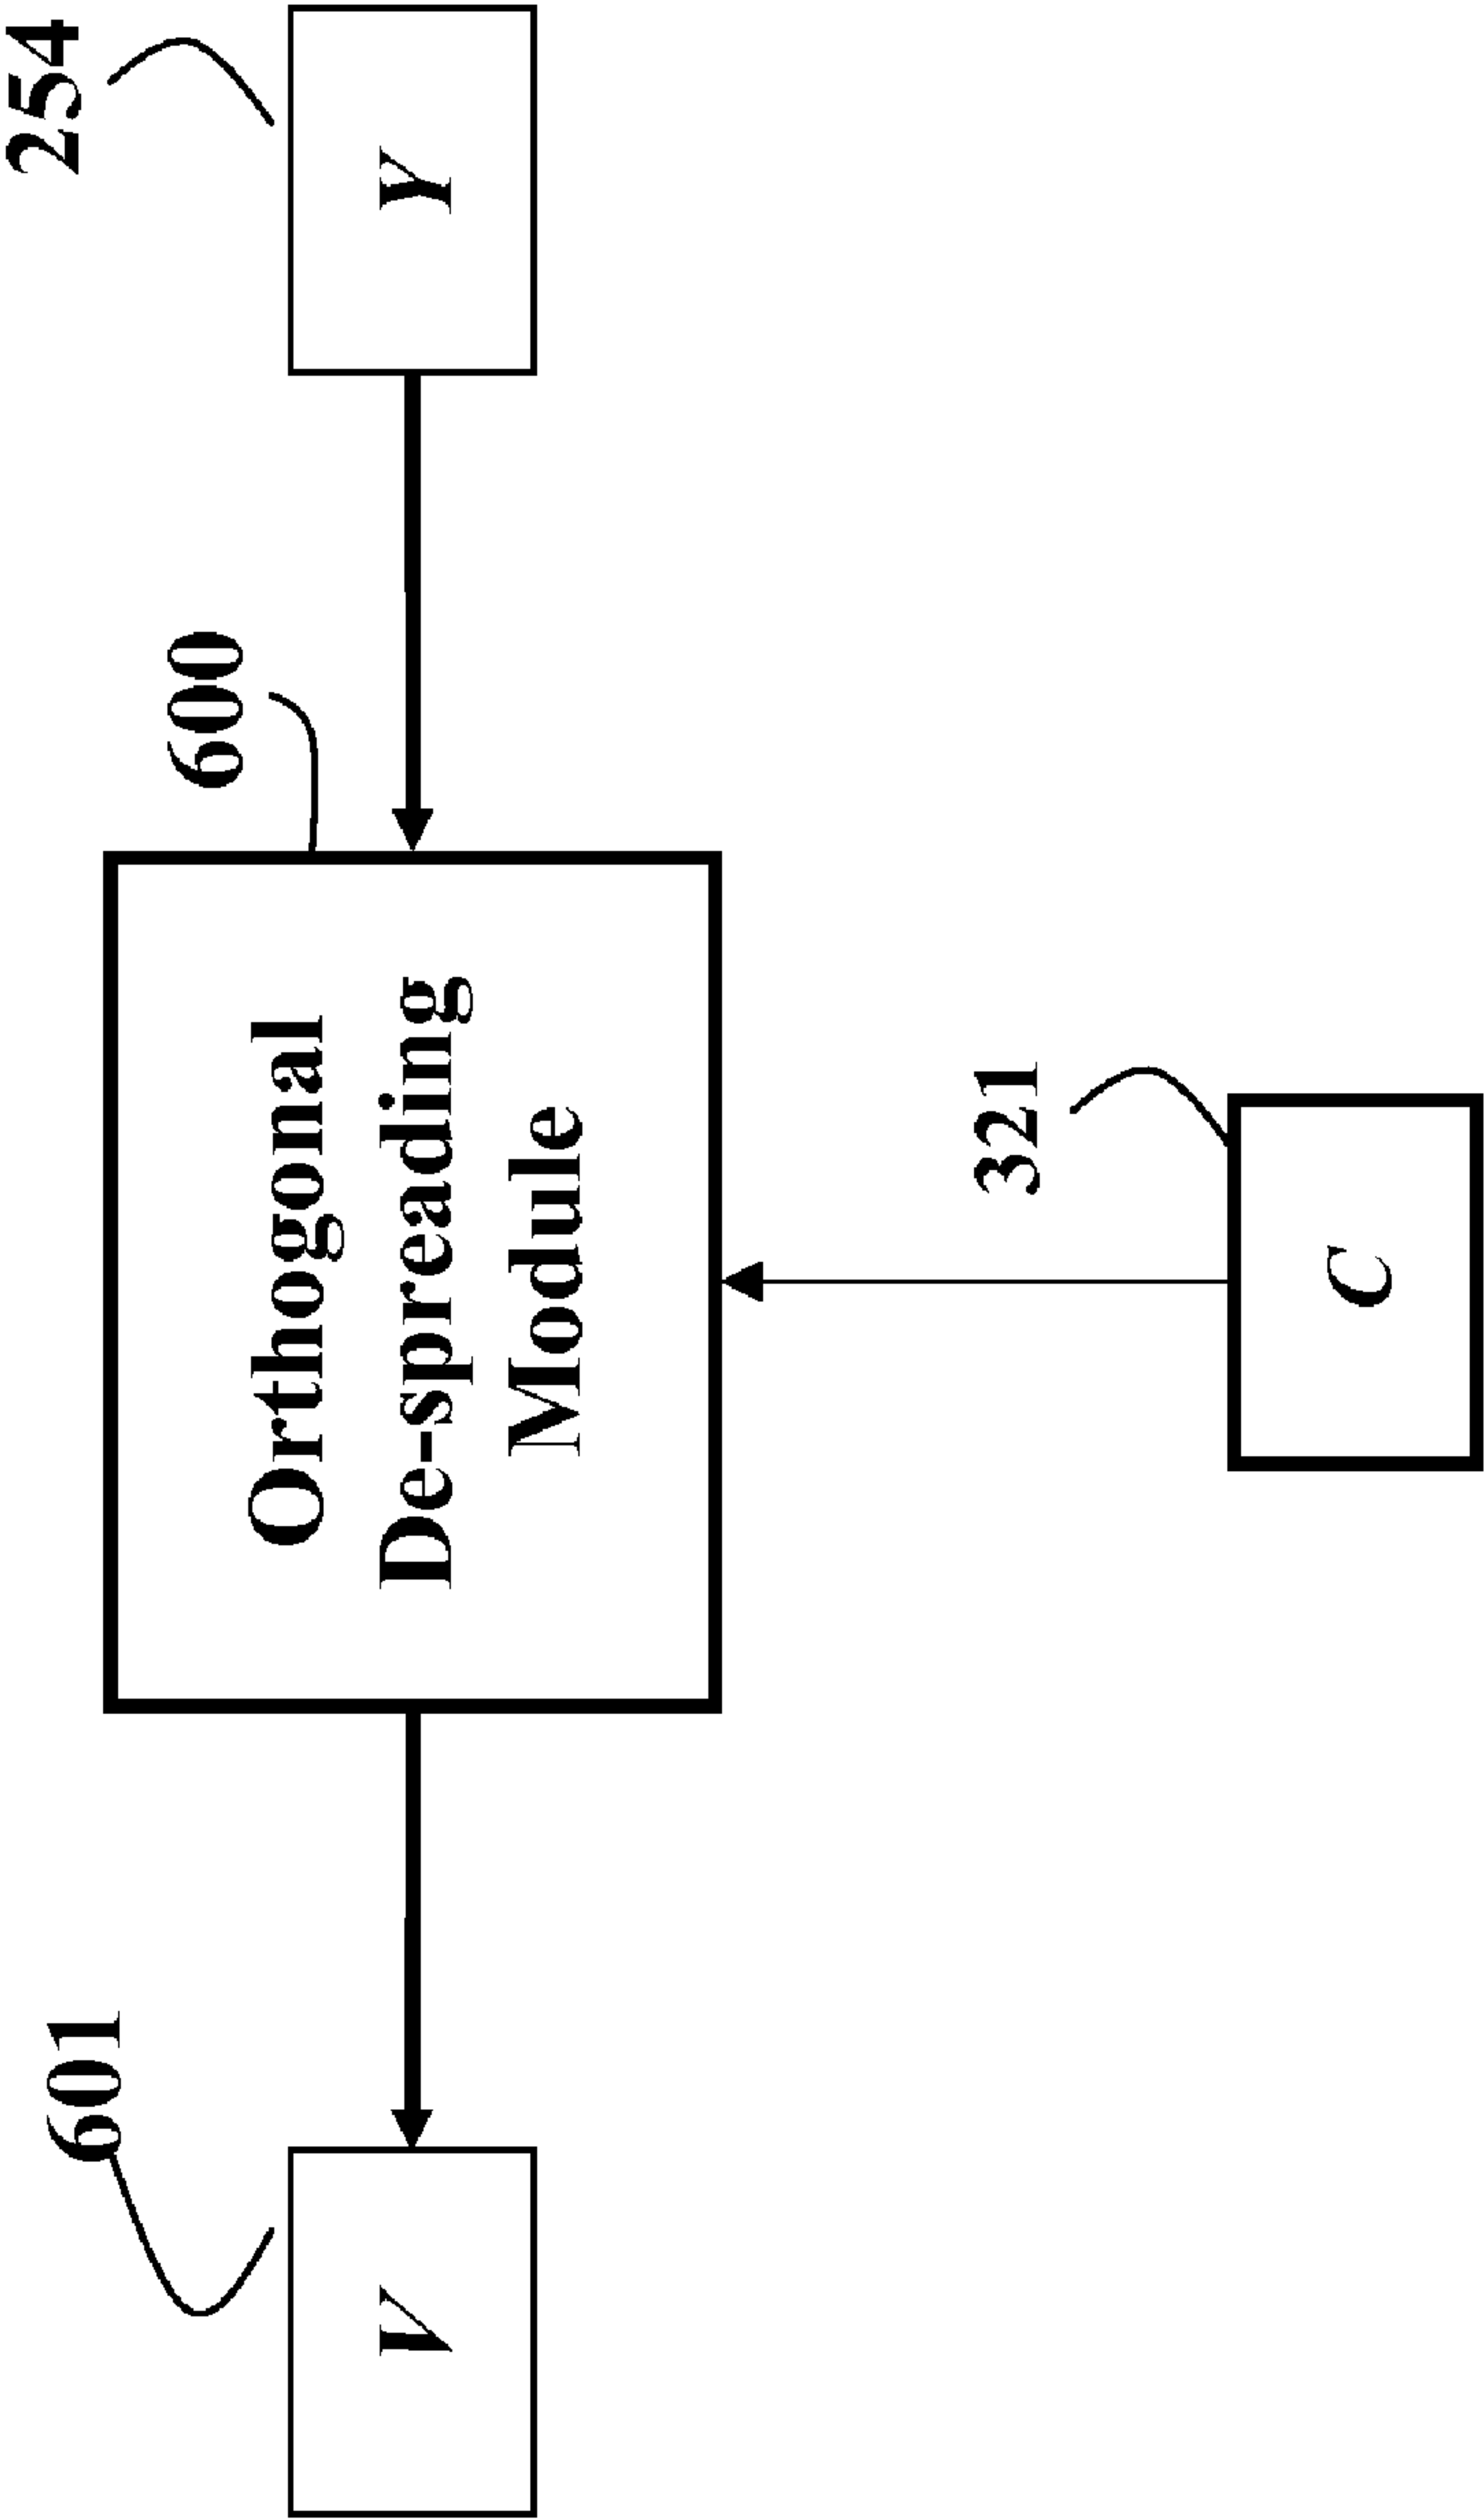 601
600
254
V
Orthogonal
De-spreading
Module
Y
321
C